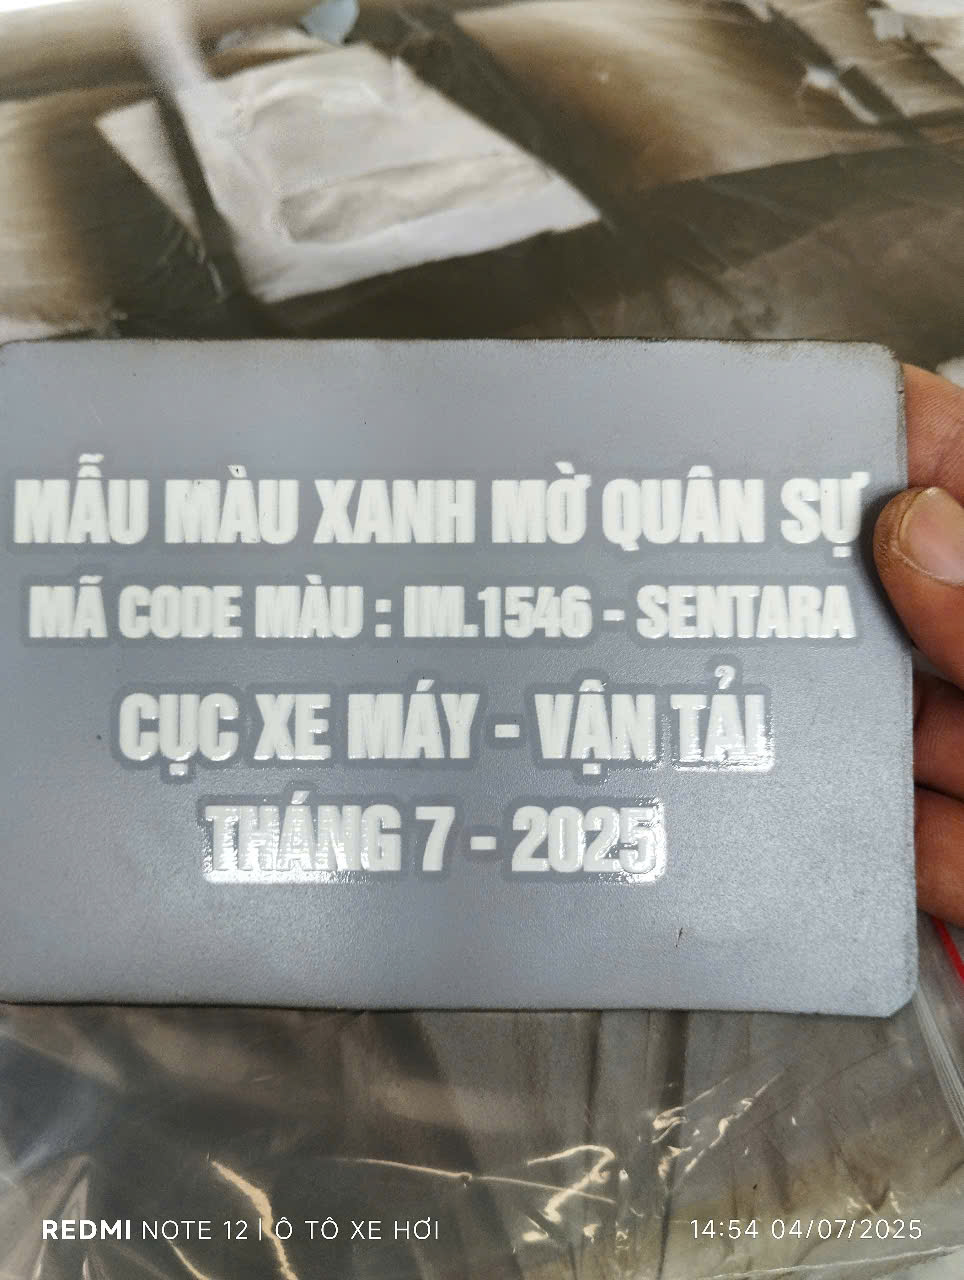 MẪU MÀU XANH MỜ QUÂN SỰ
MÃ CODE MÀU : IM.1546 - SENTARA
CỤC XE MÁY - VẬN TẢI
THÁNG 7 - 2025
REDMI NOTE 12 | Ô TÔ XE HƠI
14:54 04/07/2025